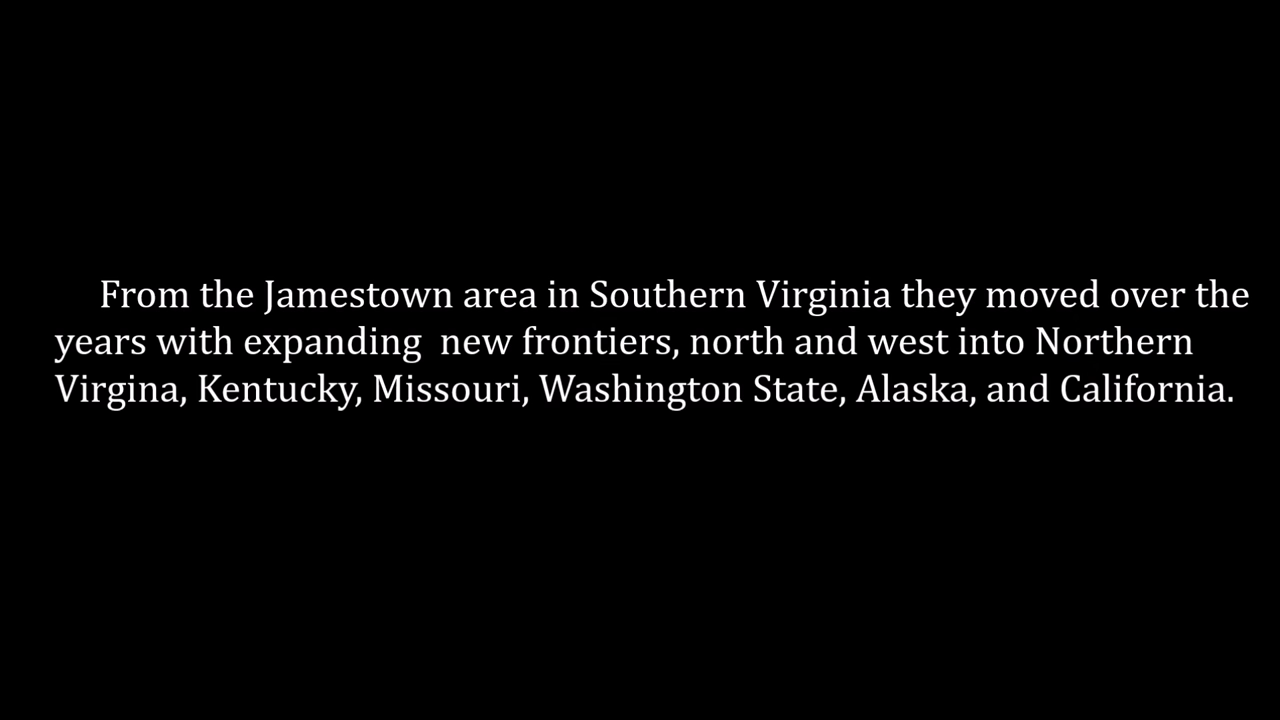 From the Jamestown area in Southern Virginia they moved over the
years with expanding  new frontiers, north and west into Northern
Virgina, Kentucky, Missouri, Washington State, Alaska, and California.